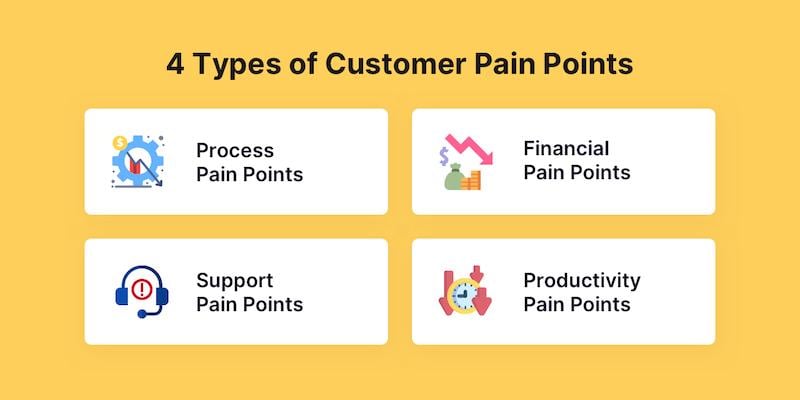 4 Types of Customer Pain Points
Process
Pain Points
Financial
Pain Points
Support
Pain Points
Productivity
Pain Points